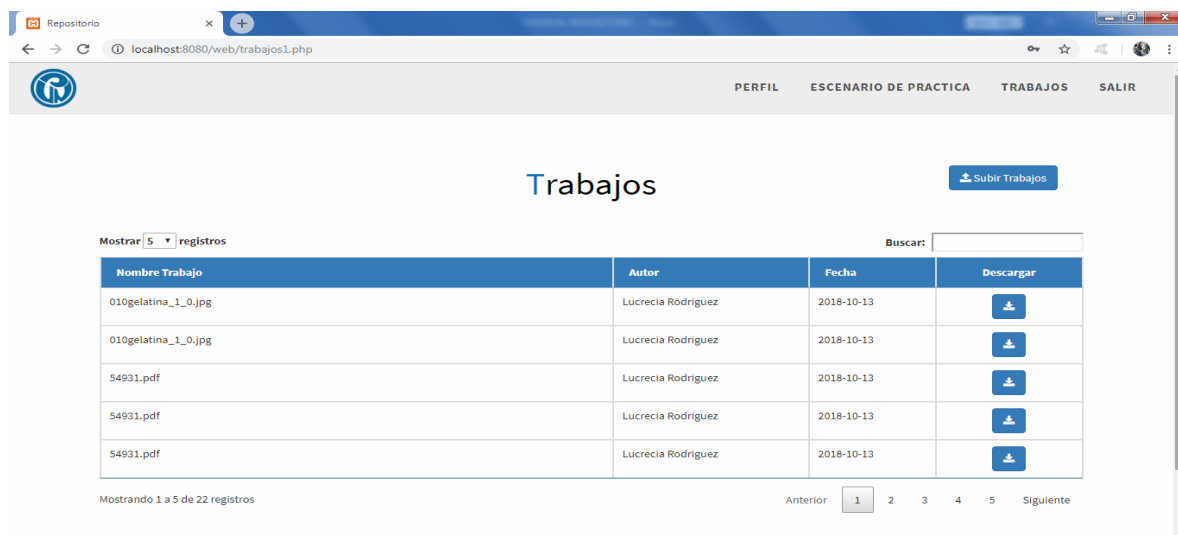 Repositorio
localhost:8080/web/trabajos1.php
PERFIL ESCENARIO DE PRACTICA TRABAJOS SALIR
Trabajos
Subir Trabajos
Mostrar 5 registros Buscar:
Nombre Trabajo Autor Fecha Descargar
010gelatina_1_0.jpg Lucrecia Rodriguez 2018-10-13
010gelatina_1_0.jpg Lucrecia Rodriguez 2018-10-13
54931.pdf Lucrecia Rodriguez 2018-10-13
54931.pdf Lucrecia Rodriguez 2018-10-13
54931.pdf Lucrecia Rodriguez 2018-10-13
Mostrando 1 a 5 de 22 registros Anterior 1 2 3 4 5 Siguiente